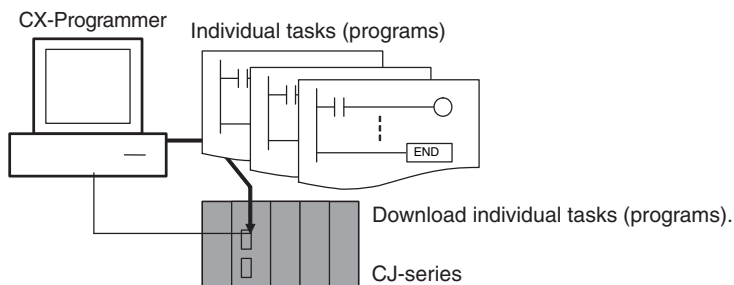 CX-Programmer
Individual tasks (programs)
END
Download individual tasks (programs).
CJ-series